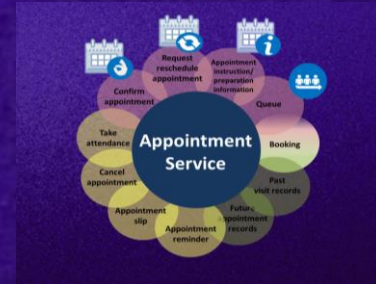 Request
reschedule
appointment
Appointment
instruction/
preparation
information
Confirm
appointment
Queue
Take
attendance
Appointment
Service
Booking
Cancel
appointment
Past
visit records
Appointment
slip
Future
appointment
records
Appointment
reminder